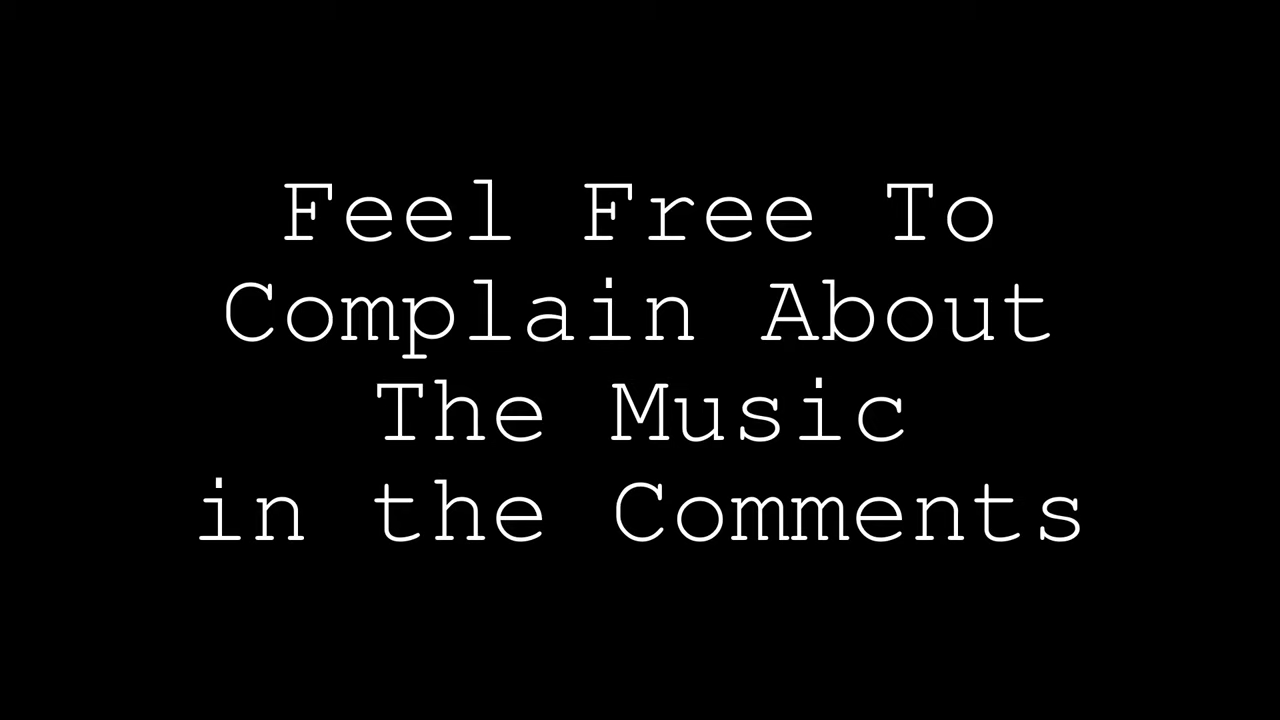 Feel Free To
Complain About
The Music
in the Comments